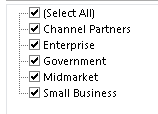 (Select All)
Channel Partners
Enterprise
Government
Midmarket
Small Business